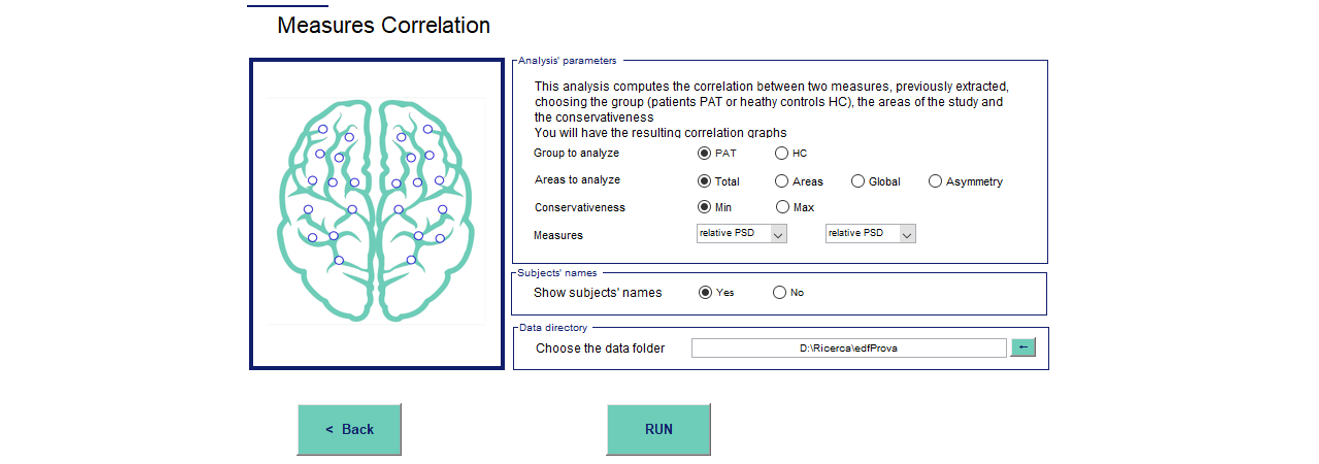 Measures Correlation
Analysis' parameters
This analysis computes the correlation between two measures, previously extracted,
choosing the group (patients PAT or heathy controls HC), the areas of the study and
the conservativeness
You will have the resulting correlation graphs
Group to analyze PAT HC
Areas to analyze Total Areas Global Asymmetry
Conservativeness Min Max
Measures relative PSD relative PSD
Subjects' names
Show subjects' names Yes No
Data directory
Choose the data folder D:\Ricerca\edfProva ←
< Back RUN